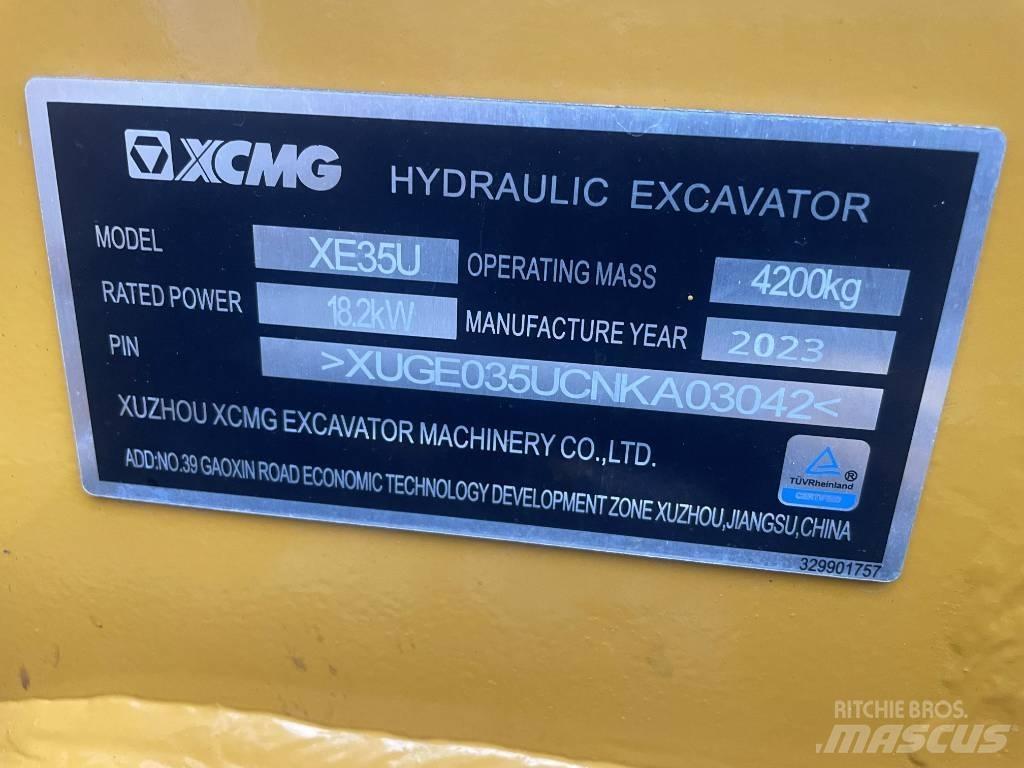 XCMG HYDRAULIC EXCAVATOR
MODEL XE35U OPERATING MASS 4200kg
RATED POWER 18.2kW MANUFACTURE YEAR 2023
PIN >XUGE035UCNKA03042<
XUZHOU XCMG EXCAVATOR MACHINERY CO.,LTD.
ADD:NO.39 GAOXIN ROAD ECONOMIC TECHNOLOGY DEVELOPMENT ZONE XUZHOU,JIANGSU,CHINA
TÜVRheinland ®
CERTIFIED
329901757
RITCHIE BROS.
MASCUS